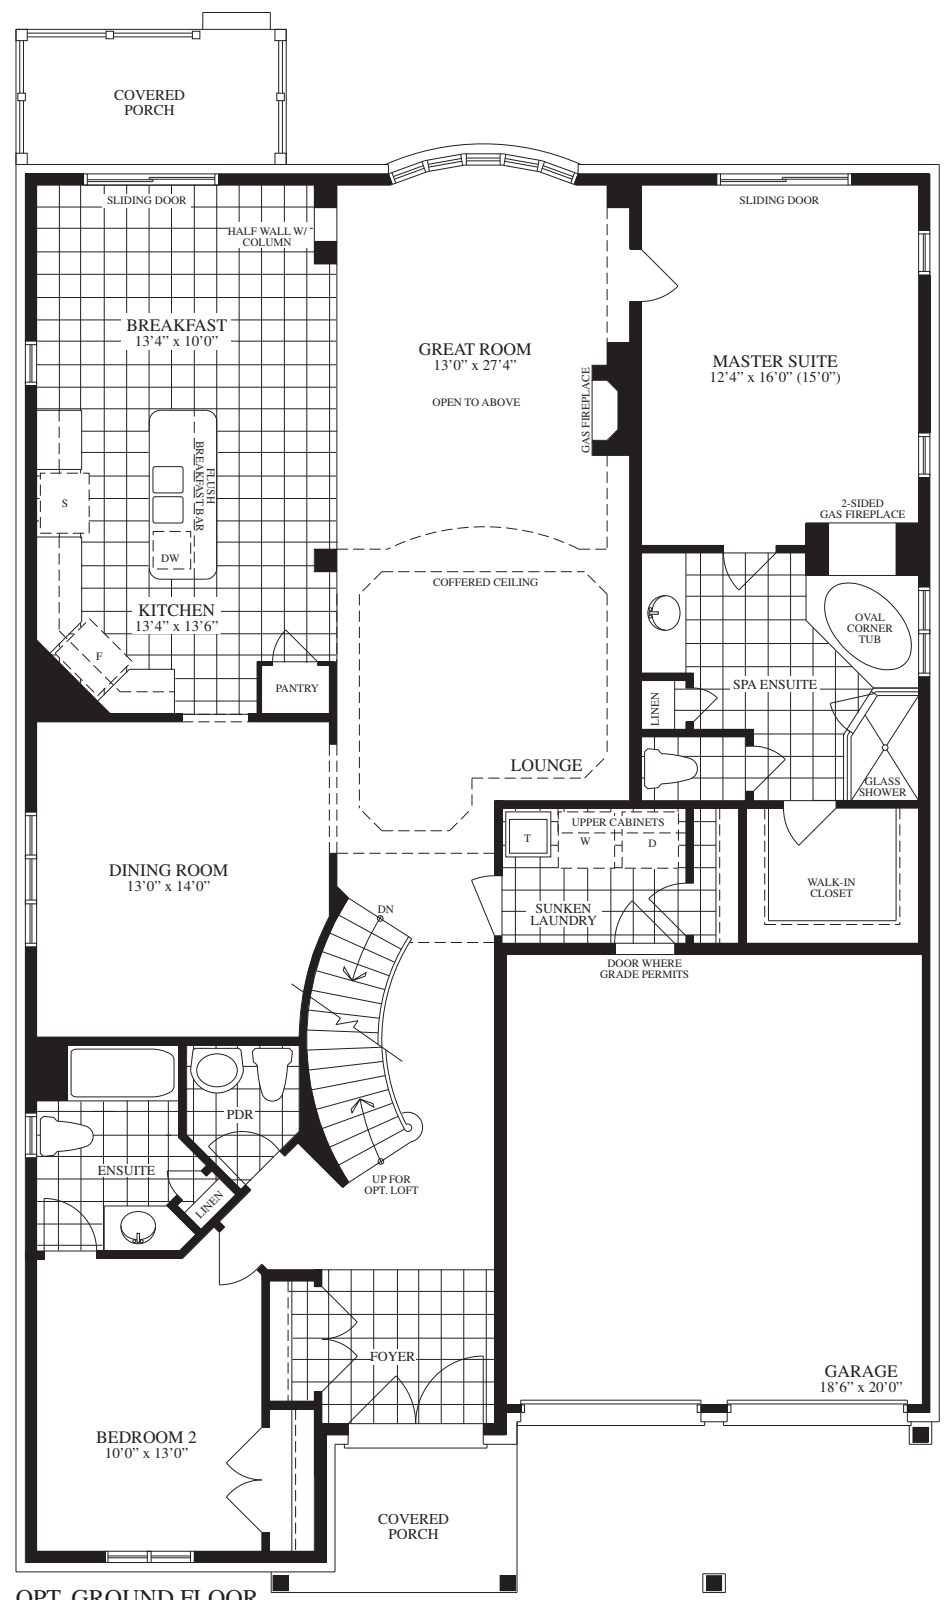 COVERED
PORCH
SLIDING DOOR
HALF WALL W/
COLUMN
SLIDING DOOR
BREAKFAST
13'4” x 10'0”
GREAT ROOM
13'0” x 27'4”
OPEN TO ABOVE
GAS FIREPLACE
MASTER SUITE
12'4” x 16'0” (15'0”)
FLUSH
BREAKFAST BAR
S
DW
2-SIDED
GAS FIREPLACE
COFFERED CEILING
KITCHEN
13'4” x 13'6”
F
PANTRY
OVAL
CORNER
TUB
SPA ENSUITE
LINEN
LOUNGE
GLASS
SHOWER
UPPER CABINETS
T
W
D
DINING ROOM
13'0” x 14'0”
WALK-IN
CLOSET
DN
SUNKEN
LAUNDRY
DOOR WHERE
GRADE PERMITS
PDR
ENSUITE
LINEN
UP FOR
OPT. LOFT
FOYER
GARAGE
18'6” x 20'0”
BEDROOM 2
10'0” x 13'0”
COVERED
PORCH
OPT. GROUND FLOOR